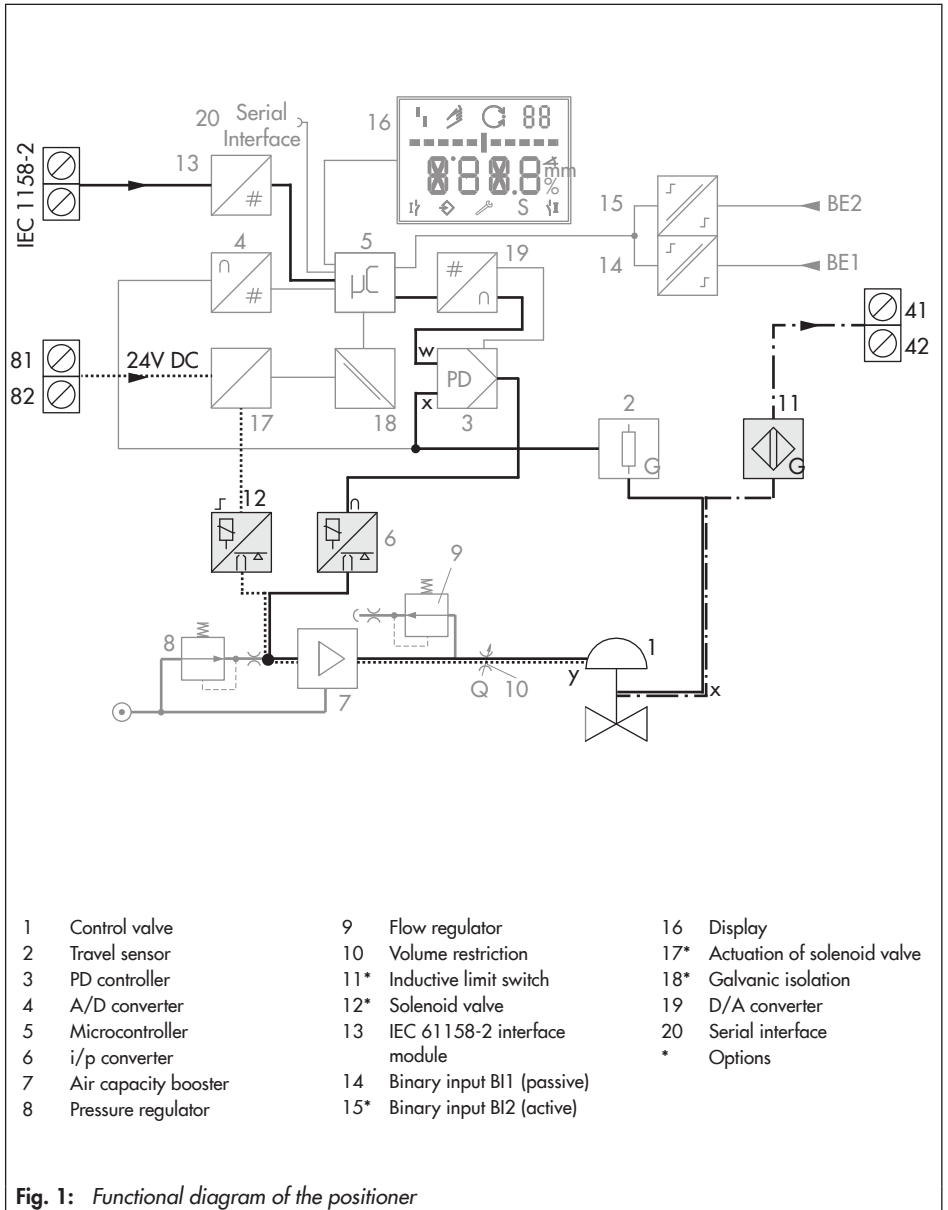 20 Serial
Interface
16
88
mm
%
S
IEC 1158-2
13
#
4
#
5
µC
#
19
15
BE2
14
BE1
41
42
81
82
24V DC
17
18
w
PD
x
3
2
G
11
G
12
6
9
8
7
Q
10
y
1
x
1 Control valve
2 Travel sensor
3 PD controller
4 A/D converter
5 Microcontroller
6 i/p converter
7 Air capacity booster
8 Pressure regulator
9 Flow regulator
10 Volume restriction
11* Inductive limit switch
12* Solenoid valve
13 IEC 61158-2 interface
module
14 Binary input BI1 (passive)
15* Binary input BI2 (active)
16 Display
17* Actuation of solenoid valve
18* Galvanic isolation
19 D/A converter
20 Serial interface
* Options
Fig. 1: Functional diagram of the positioner